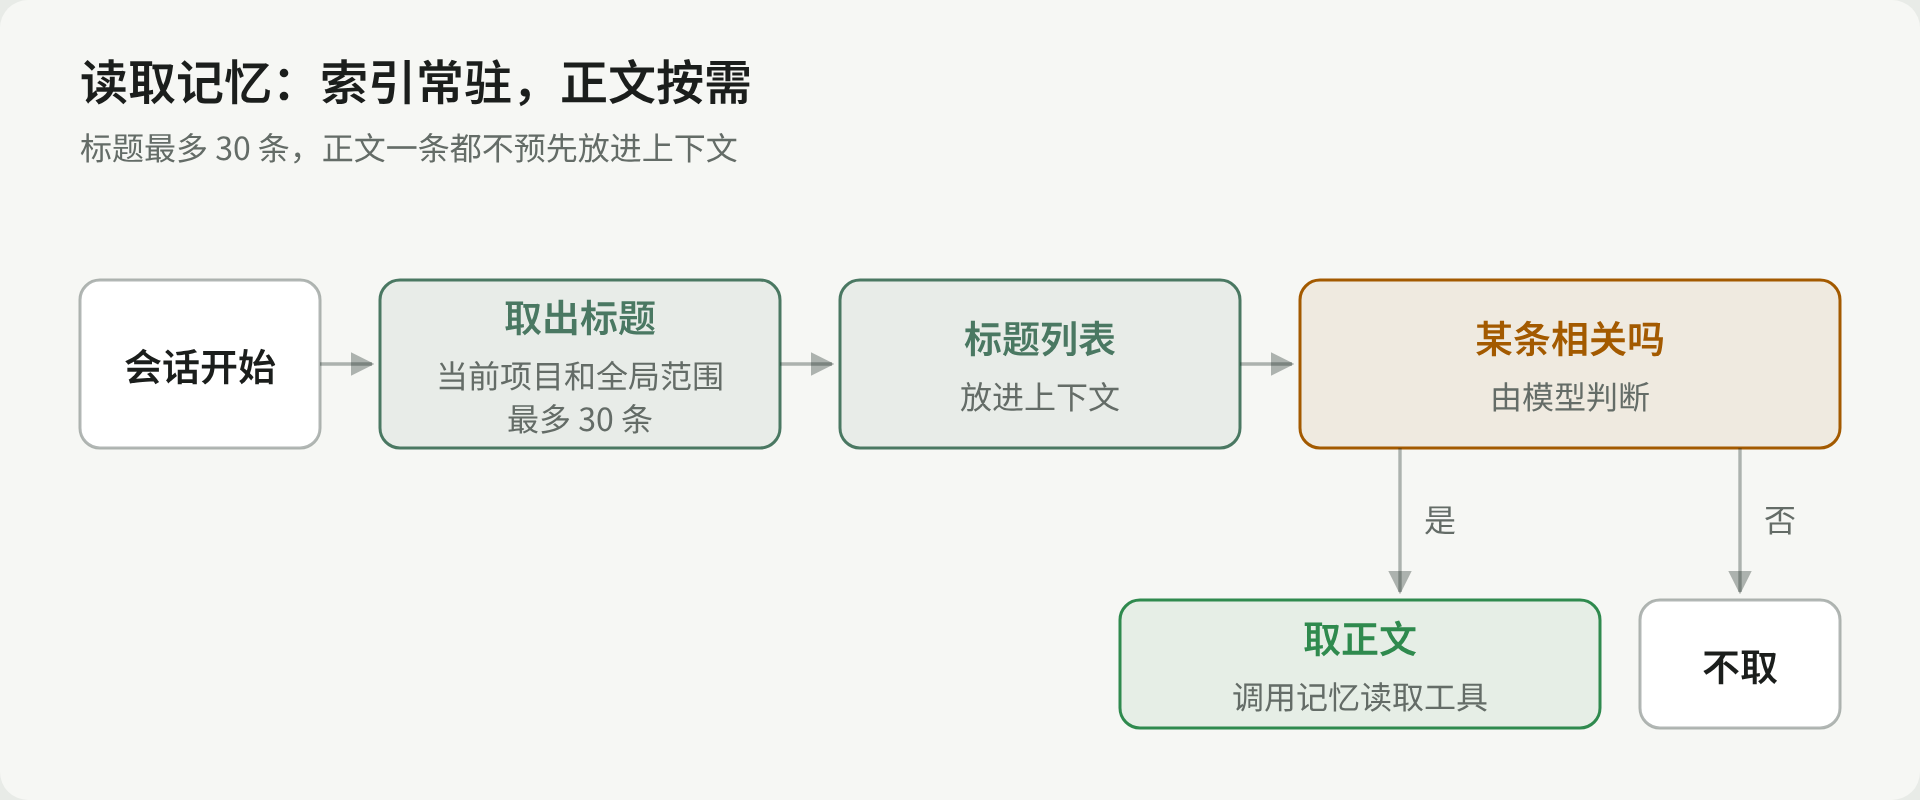 读取记忆：索引常驻，正文按需
标题最多 30 条，正文一条都不预先放进上下文
会话开始
取出标题
当前项目和全局范围
最多 30 条
标题列表
放进上下文
某条相关吗
由模型判断
是
否
取正文
调用记忆读取工具
不取